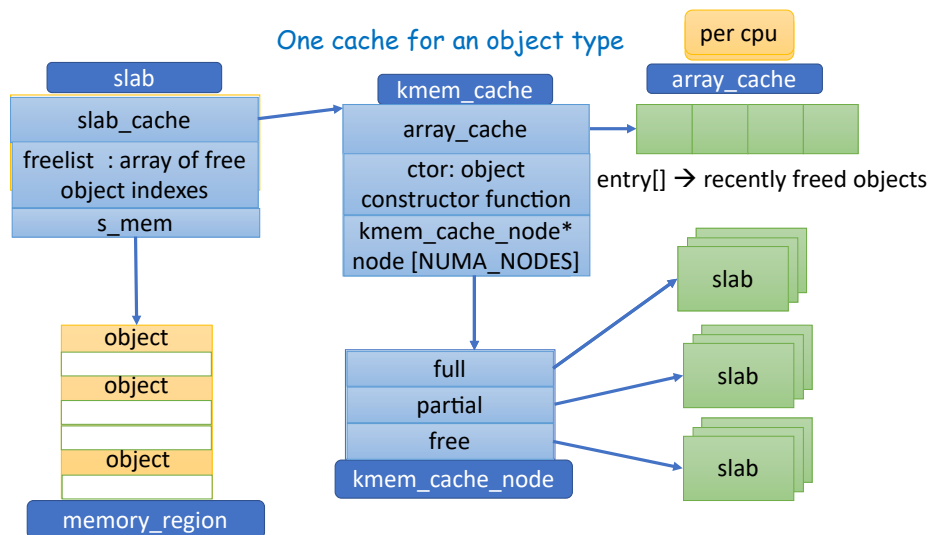 One cache for an object type
per cpu
slab
kmem_cache
array_cache
slab_cache
array_cache
freelist : array of free
object indexes
ctor: object
constructor function
entry[] → recently freed objects
s_mem
kmem_cache_node*
node [NUMA_NODES]
slab
object
object
object
full
partial
free
slab
slab
kmem_cache_node
memory_region